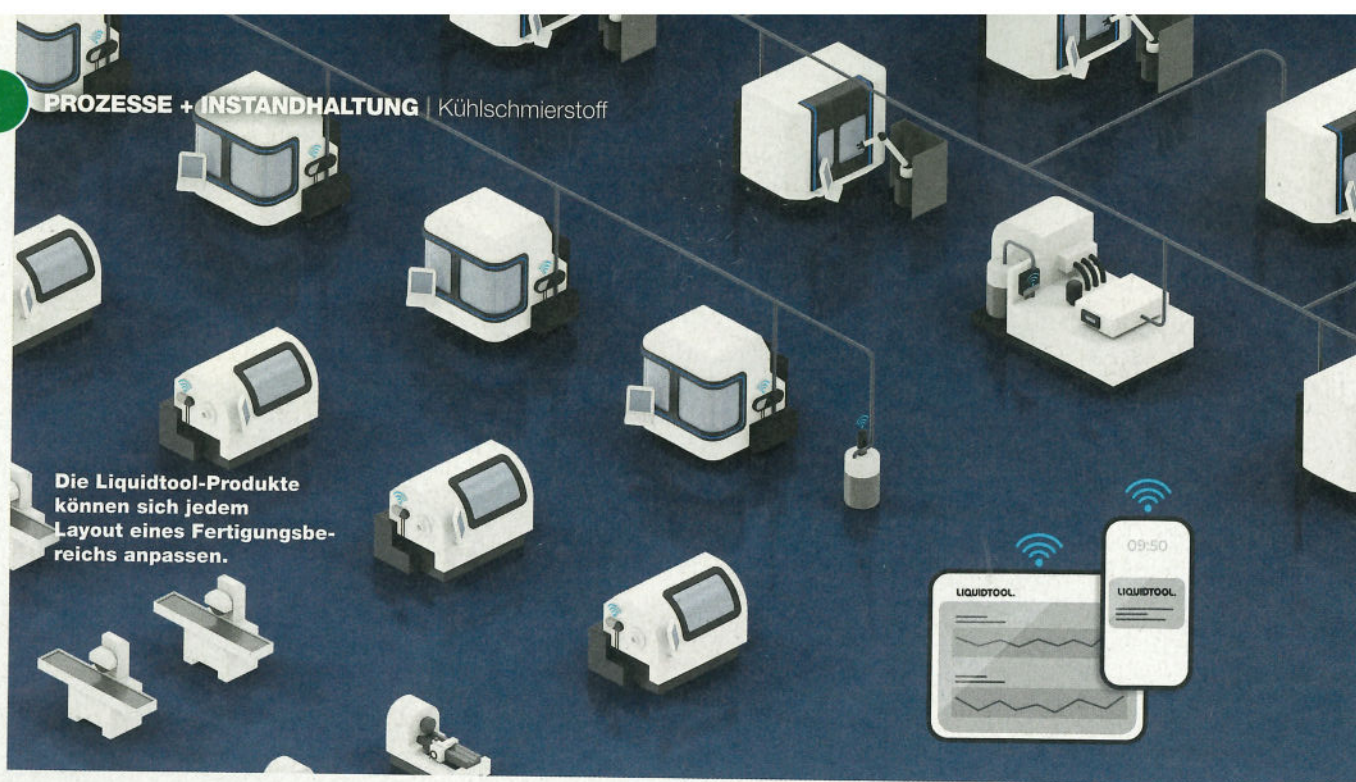 PROZESSE + INSTANDHALTUNG | Kühlschmierstoff
Die Liquidtool-Produkte
können sich jedem
Layout eines Fertigungsbe-
reichs anpassen.
09:50
LIQUIDTOOL.
LIQUIDTOOL.